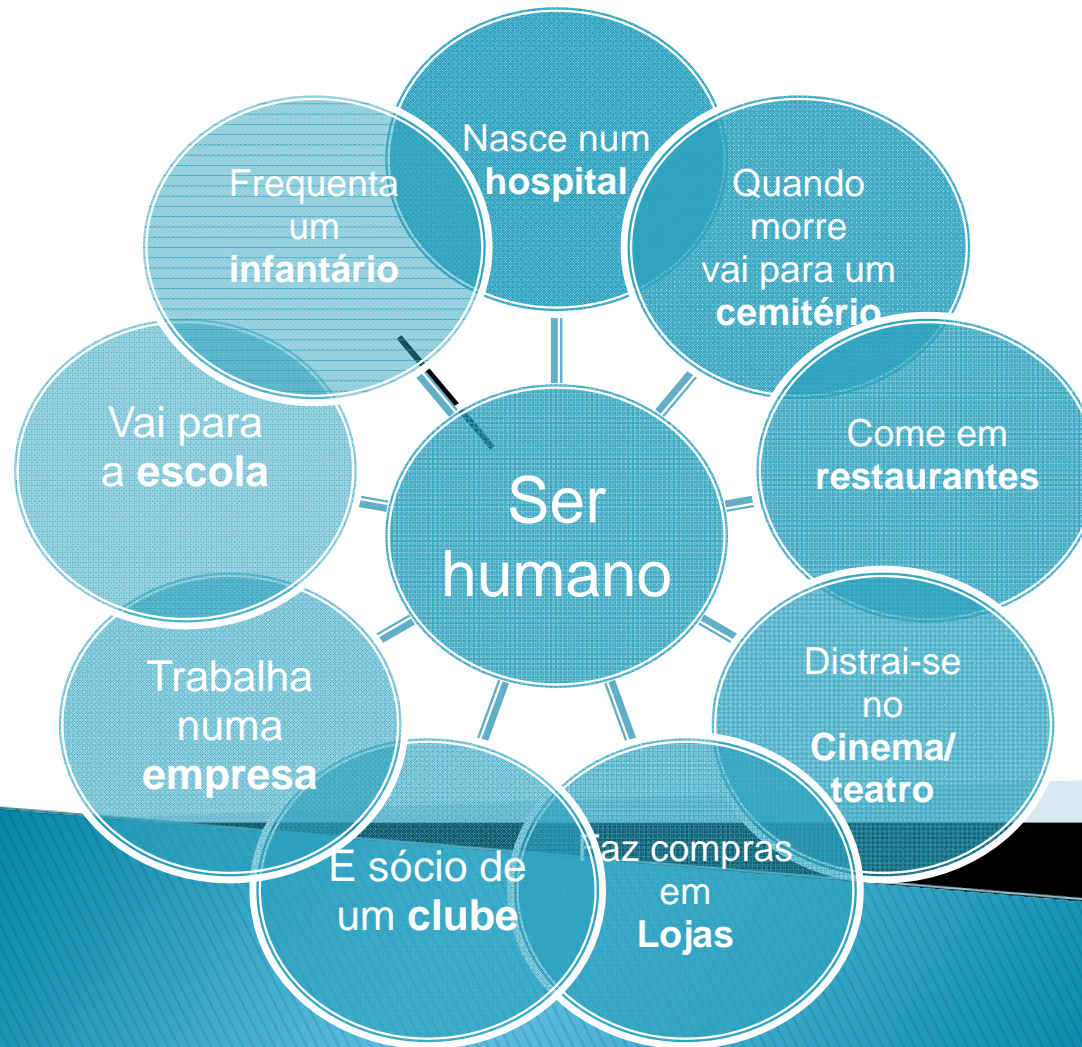 Nasce num
hospital
Quando
morre
vai para um
cemitério
Come em
restaurantes
Distrai-se
no
Cinema/
teatro
Faz compras
em
Lojas
É sócio de
um clube
Trabalha
numa
empresa
Vai para
a escola
Frequenta
um
infantário
Ser
humano